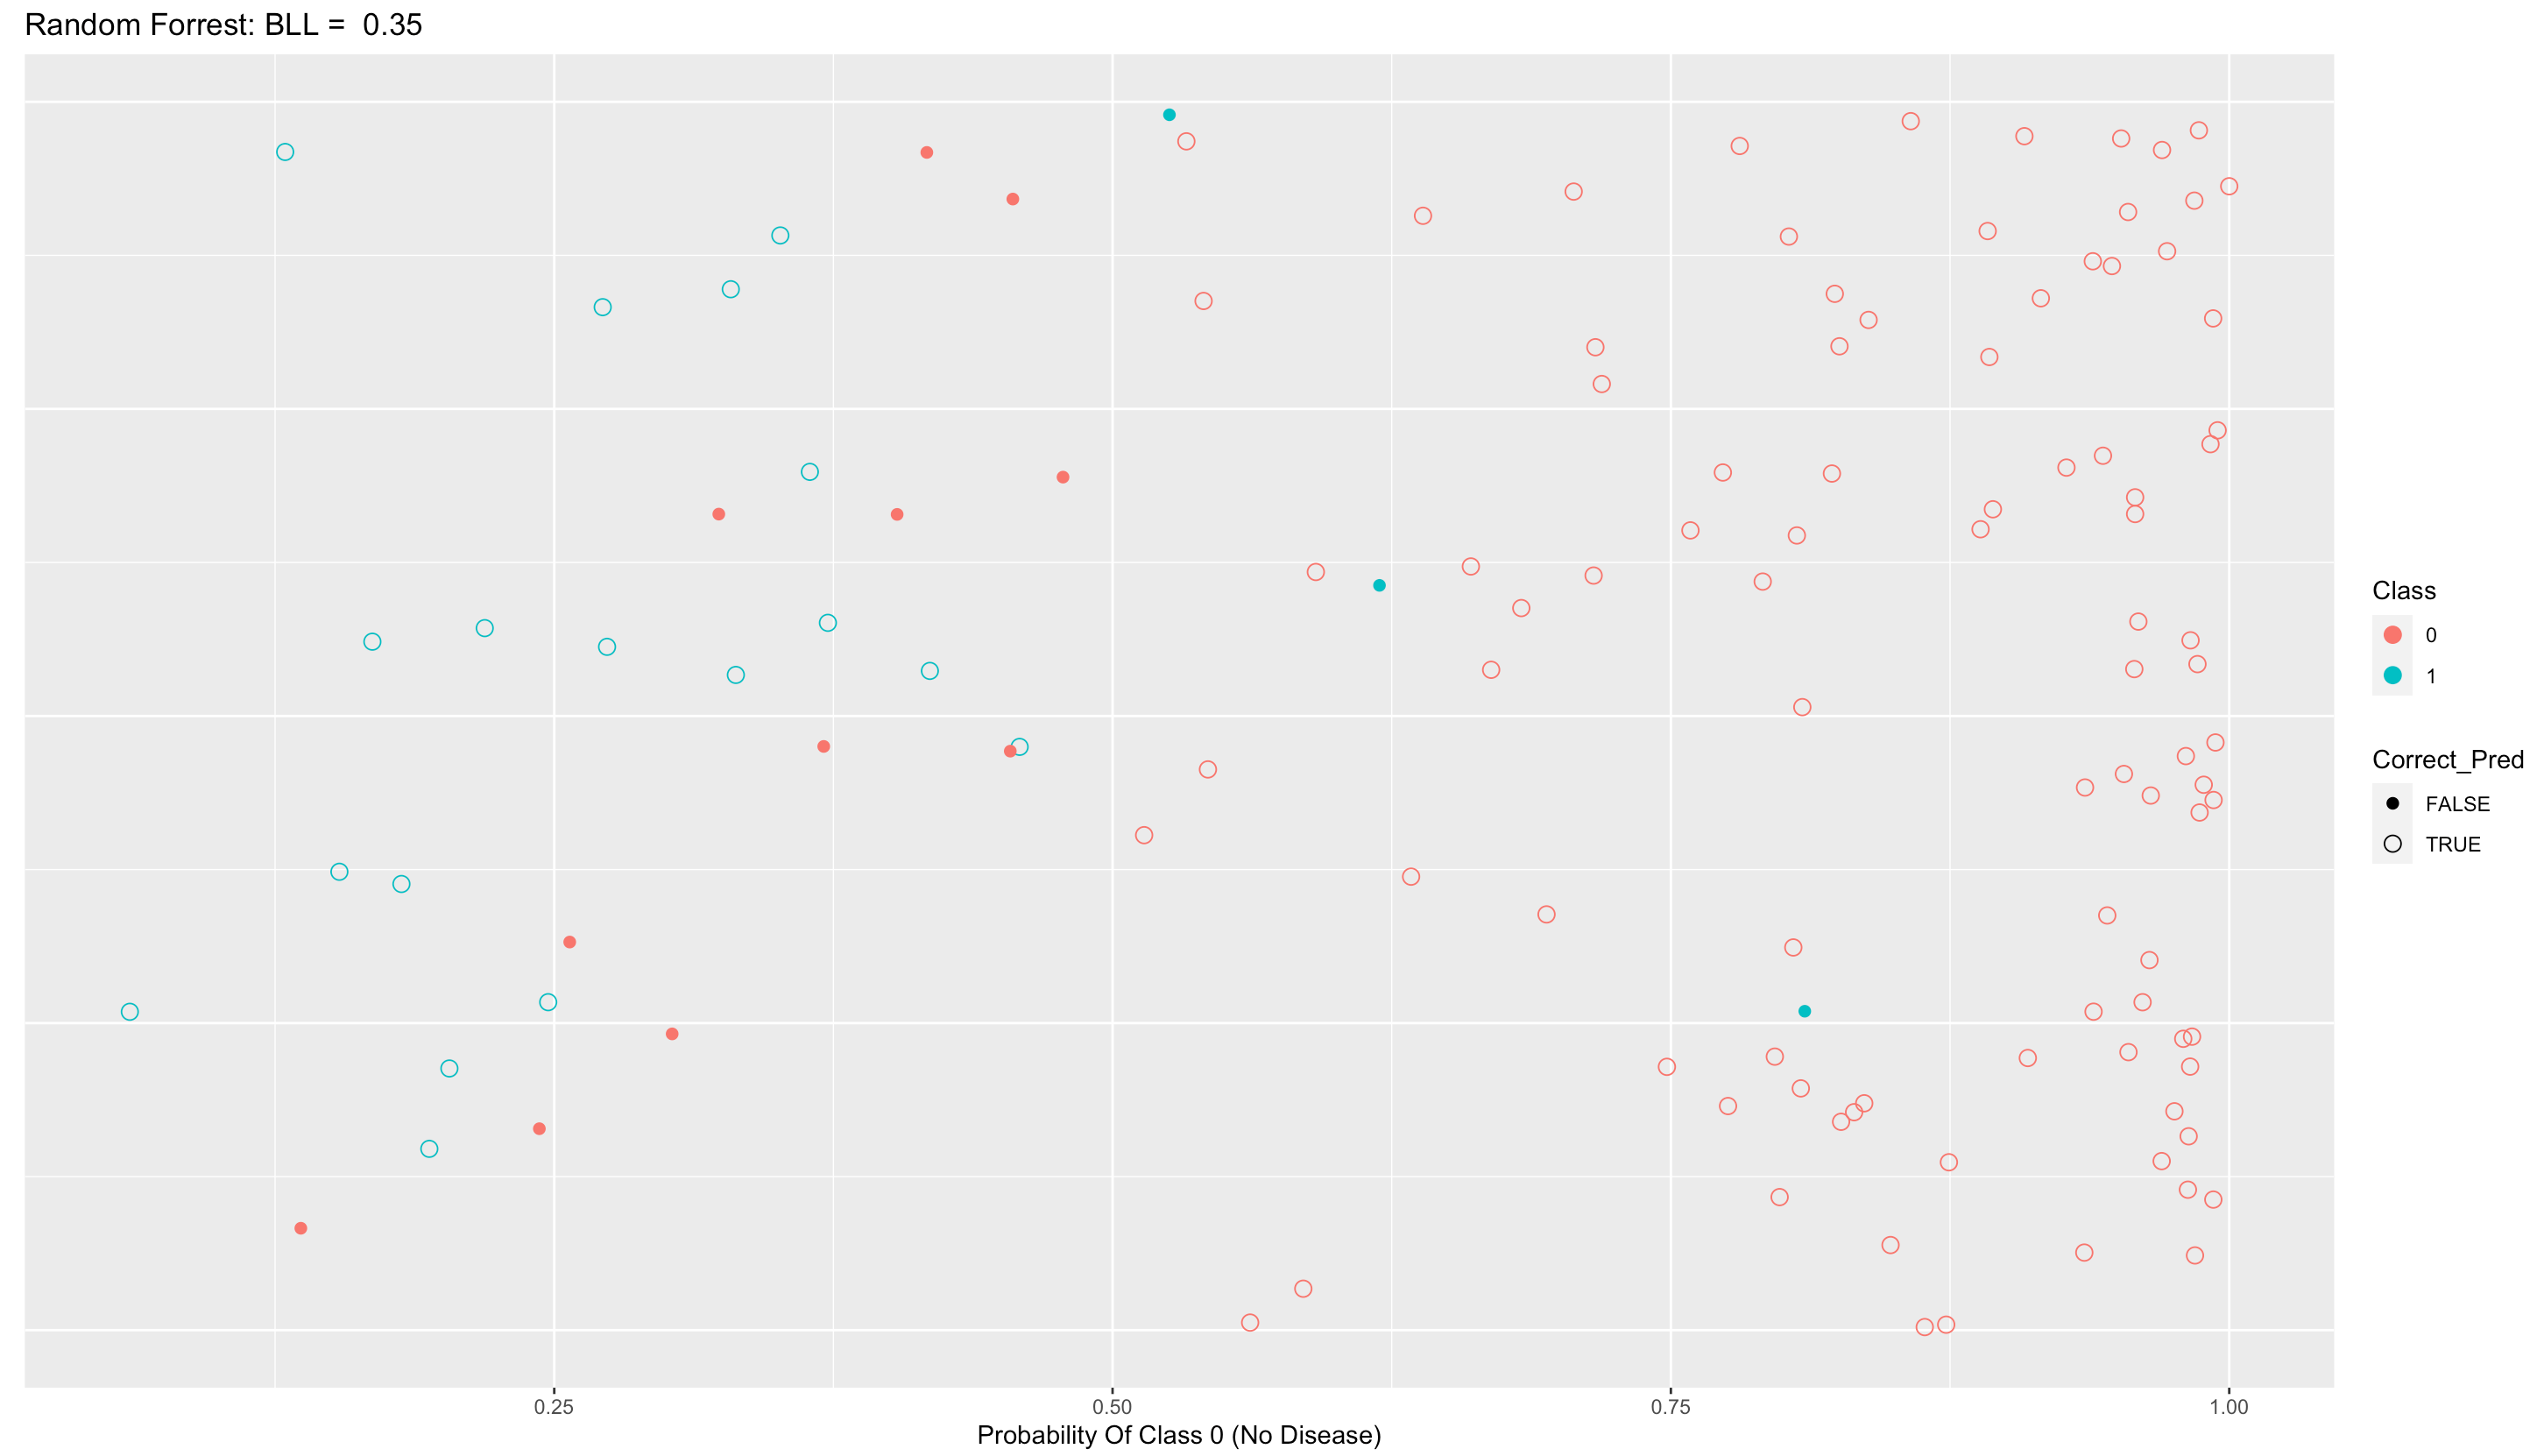 Random Forrest: BLL =  0.35
Class
0
1
Correct_Pred
FALSE
TRUE
0.25 0.50 0.75 1.00
Probability Of Class 0 (No Disease)